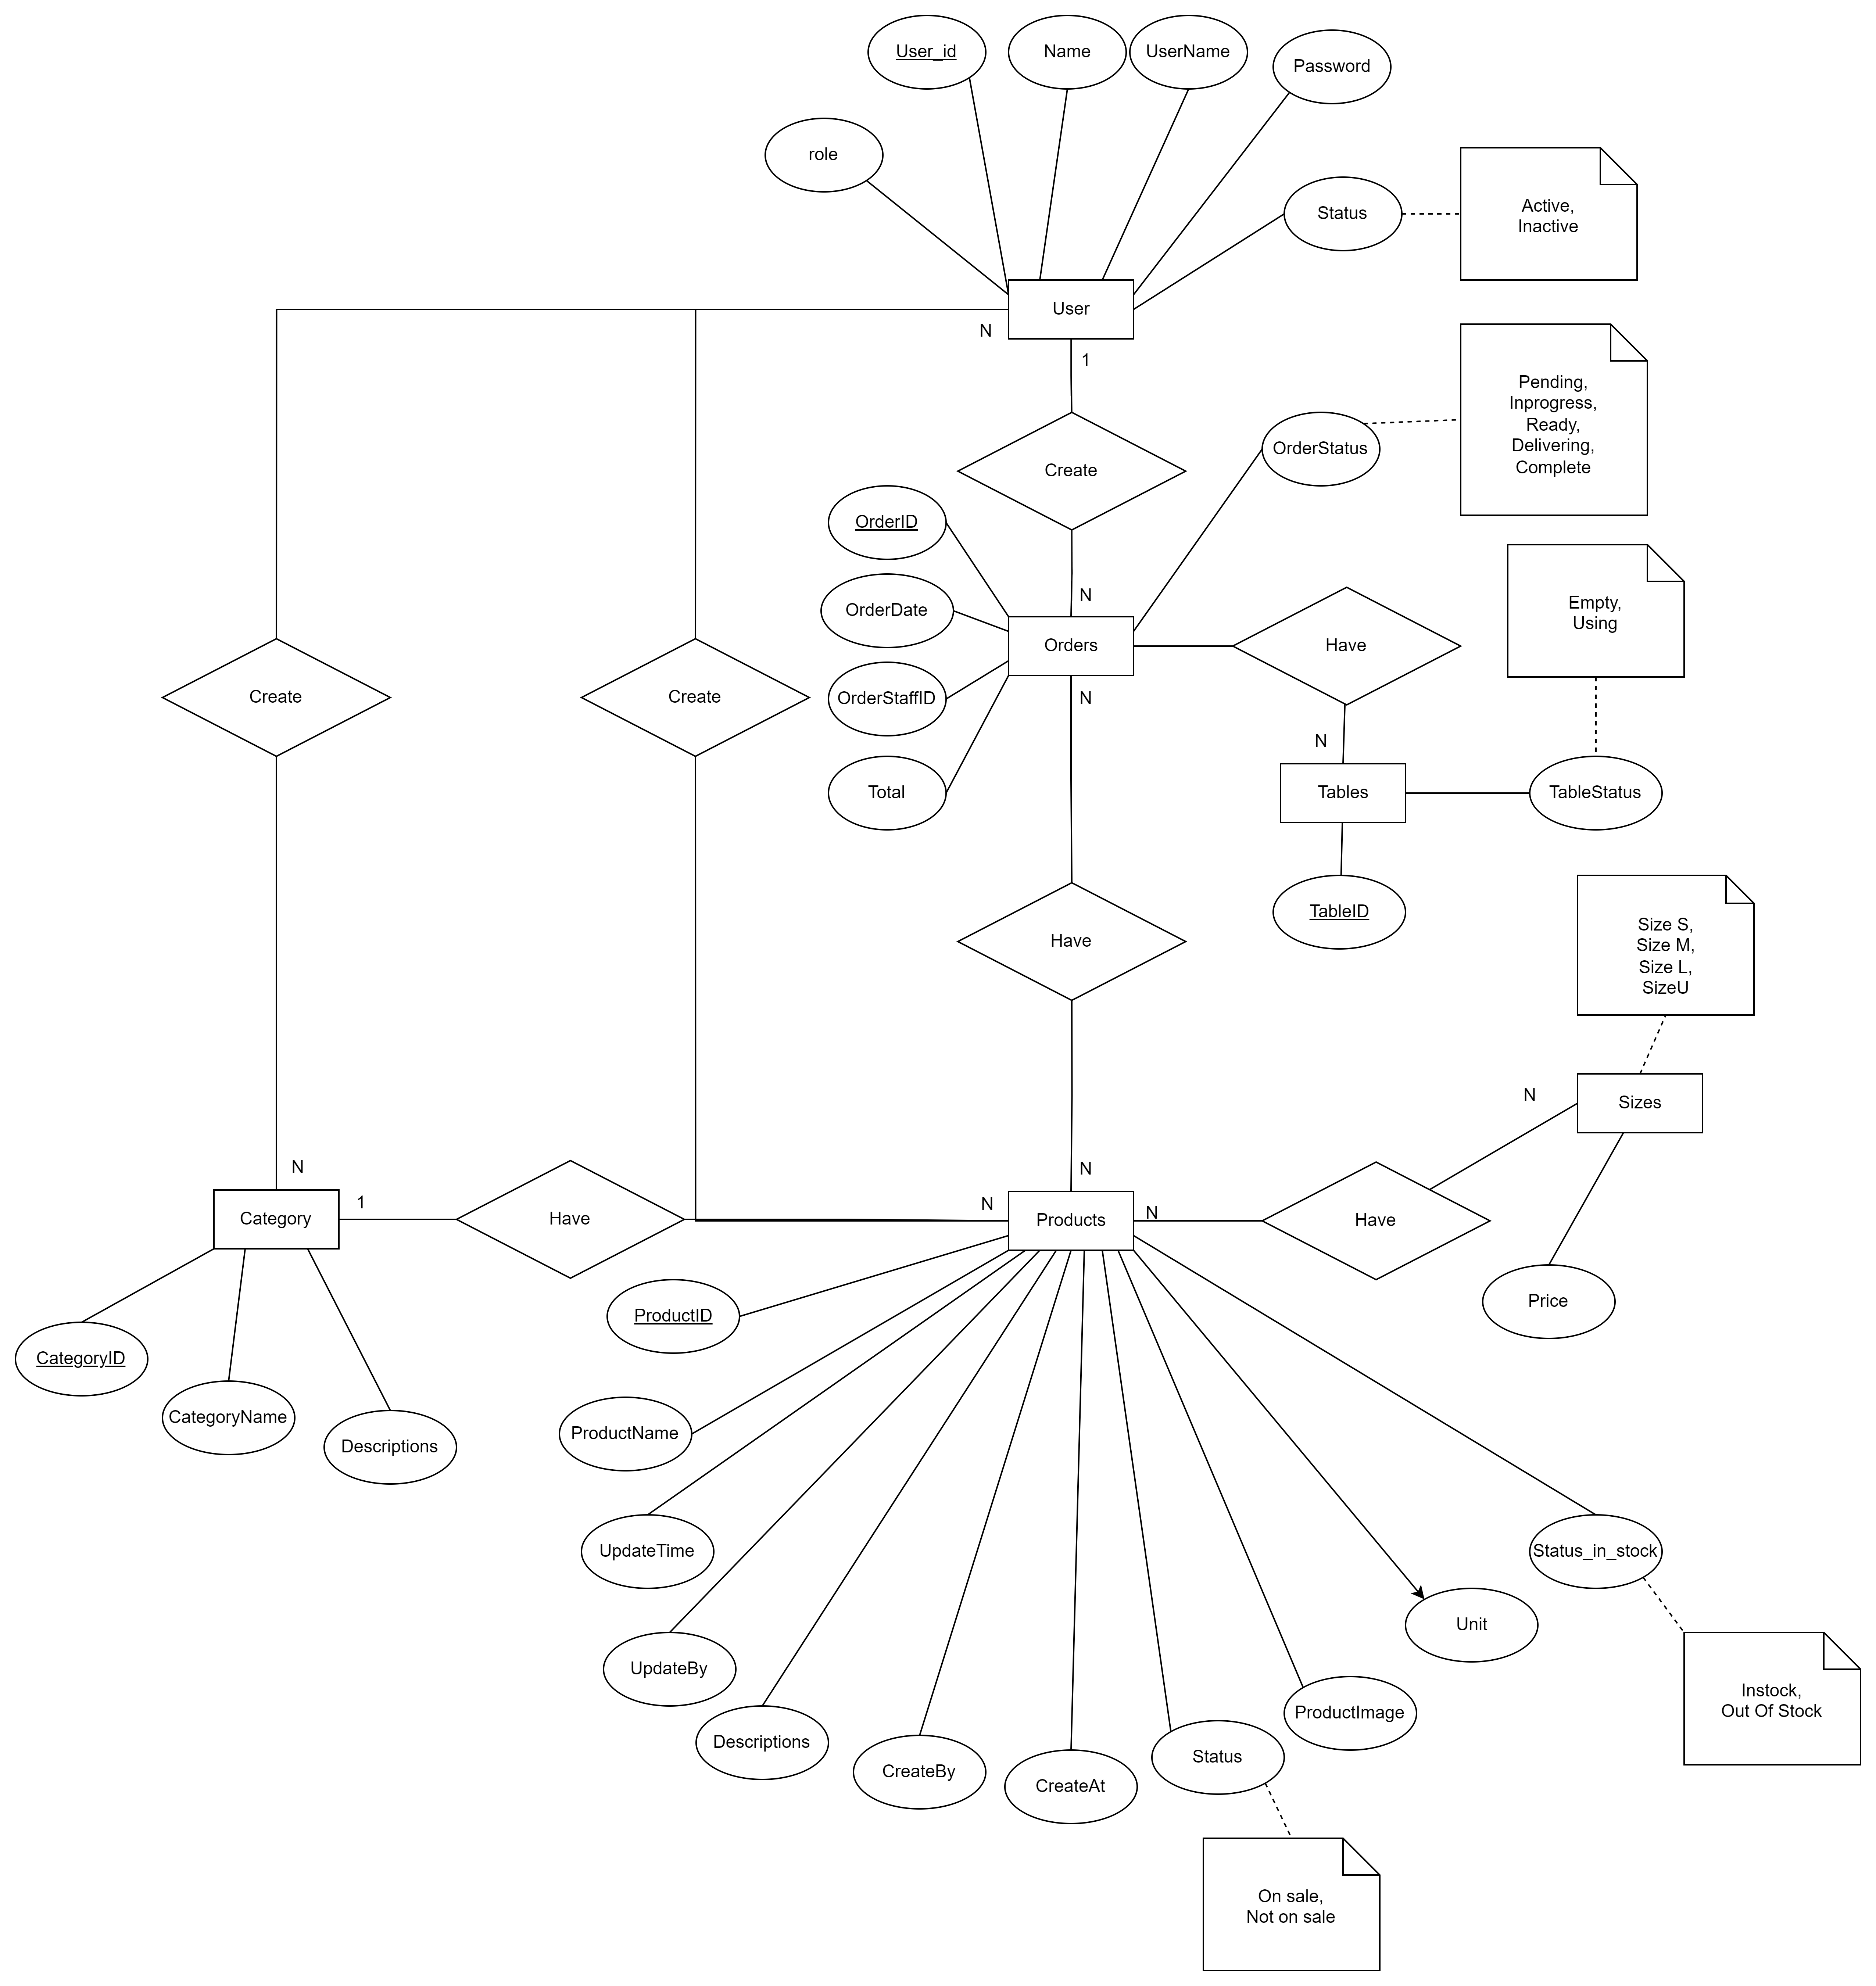 User_id
Name
UserName
Password
role
Status
Active,
Inactive
User
N
1
Pending,
Inprogress,
Ready,
Delivering,
Complete
OrderStatus
Create
OrderID
OrderDate
OrderStaffID
Total
N
Orders
N
Have
Empty,
Using
N
Tables
TableStatus
TableID
Create
Create
Have
Size S,
Size M,
Size L,
SizeU
N
Sizes
N
Category
1
Have
N
N
Products
N
Have
Price
CategoryID
CategoryName
Descriptions
ProductID
ProductName
UpdateTime
UpdateBy
Descriptions
CreateBy
CreateAt
Status
ProductImage
Unit
Status_in_stock
Instock,
Out Of Stock
On sale,
Not on sale